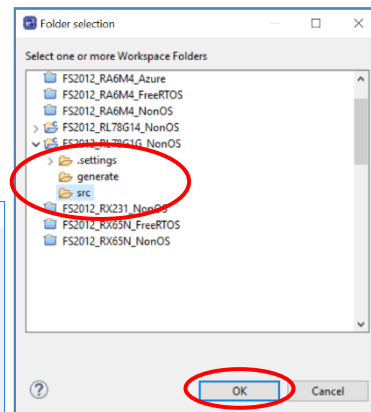 Folder selection
Select one or more Workspace Folders
FS2012_RA6M4_Azure
FS2012_RA6M4_FreeRTOS
FS2012_RA6M4_NonOS
FS2012_RL78G14_NonOS
FS2012_RL78G1G_NonOS
.settings
generate
src
FS2012_RX231_NonOS
FS2012_RX65N_FreeRTOS
FS2012_RX65N_NonOS
OK
Cancel